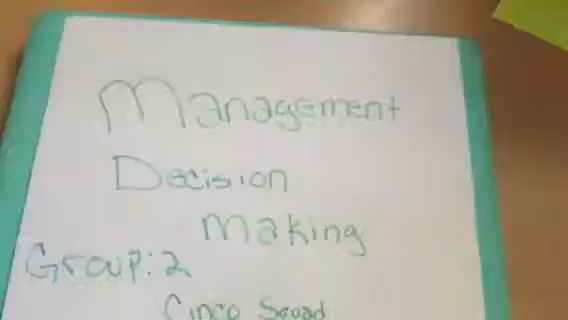 Management
Decision
Making
Group: 2
Cinco Squad